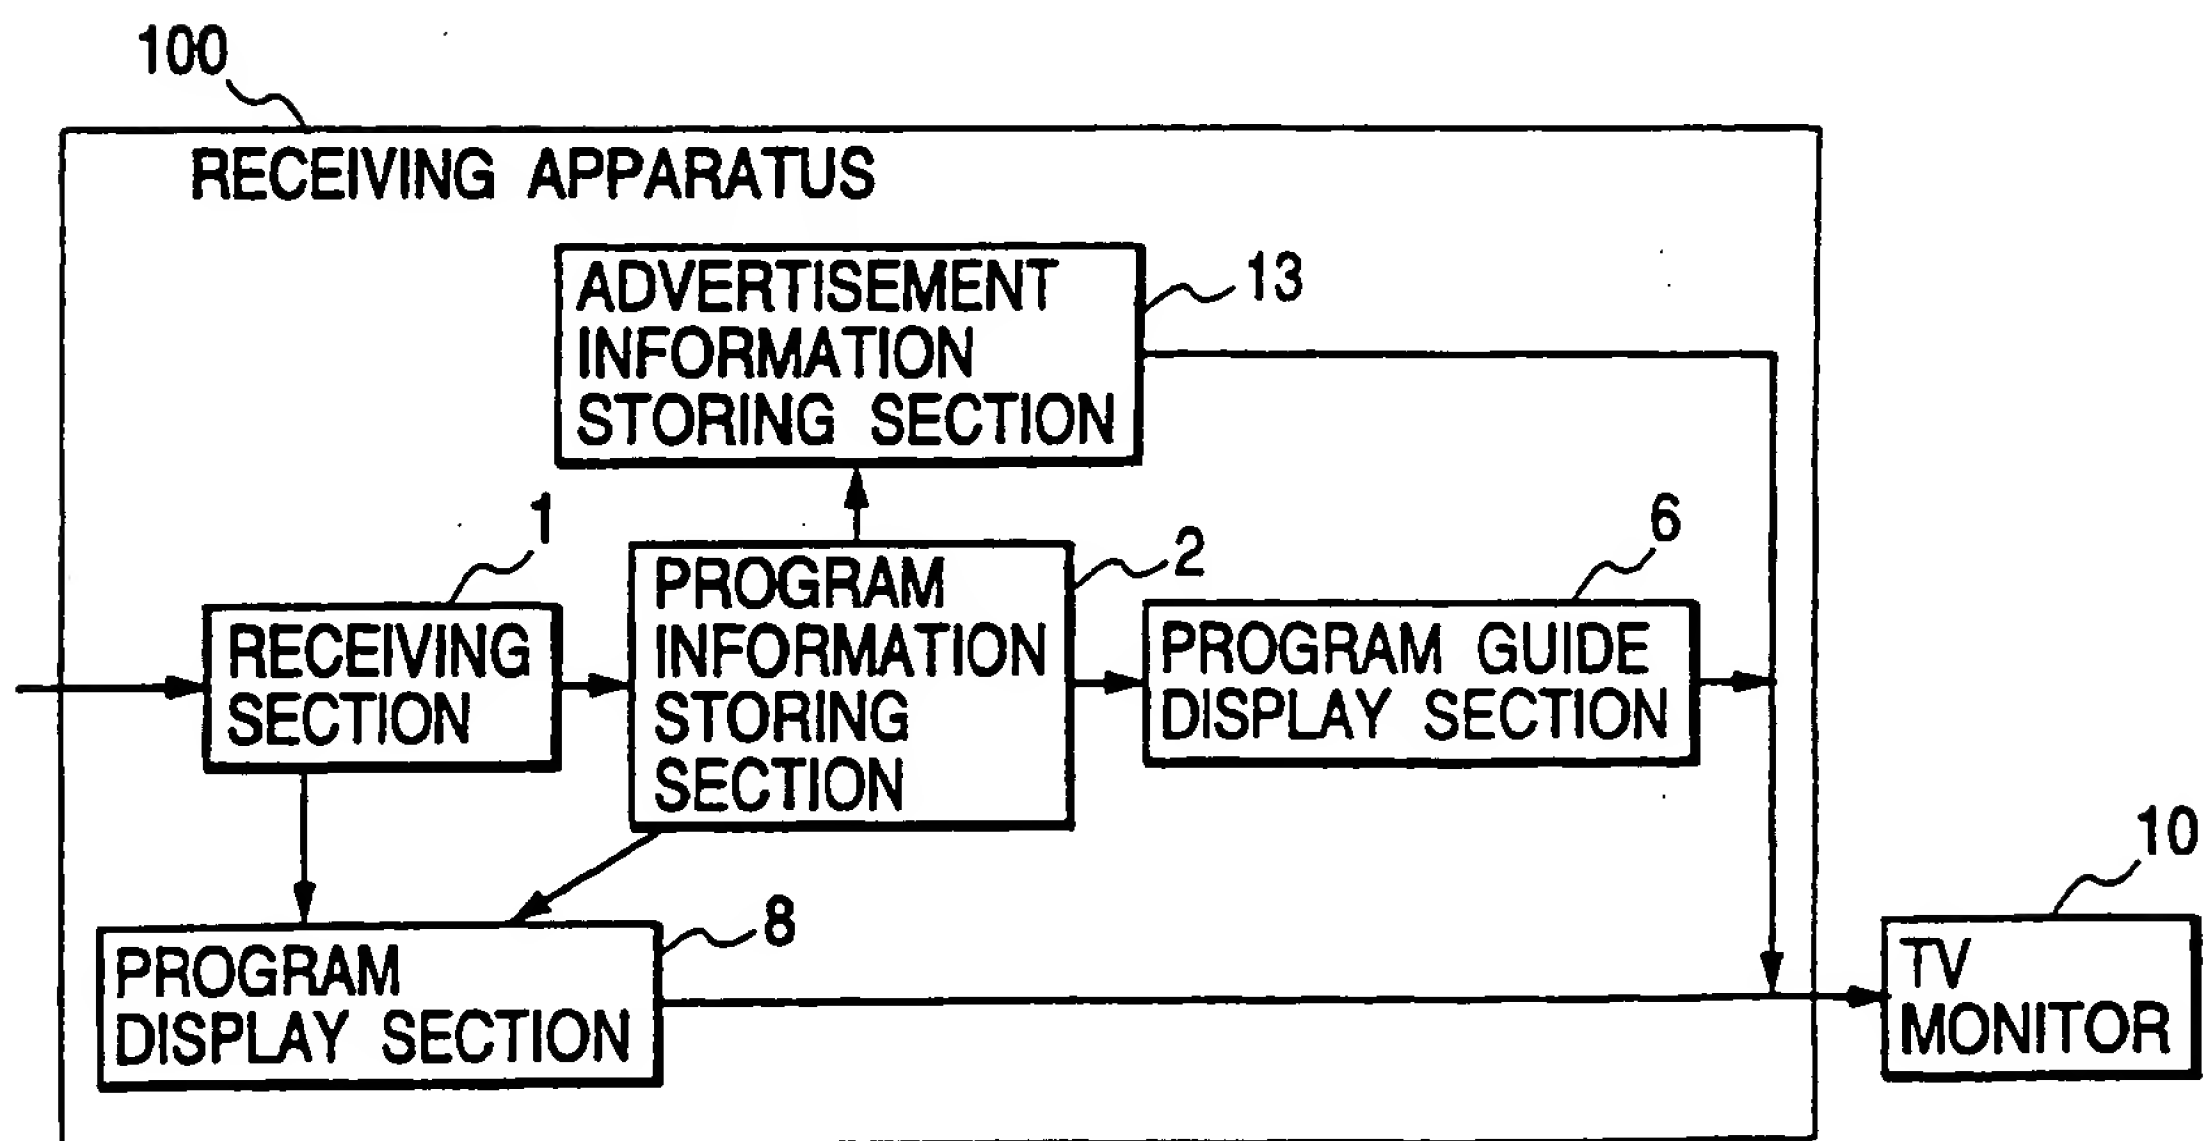 100
RECEIVING APPARATUS
ADVERTISEMENT
INFORMATION
STORING SECTION
13
1
RECEIVING
SECTION
PROGRAM
INFORMATION
STORING
SECTION
2
6
PROGRAM GUIDE
DISPLAY SECTION
8
PROGRAM
DISPLAY SECTION
10
TV
MONITOR